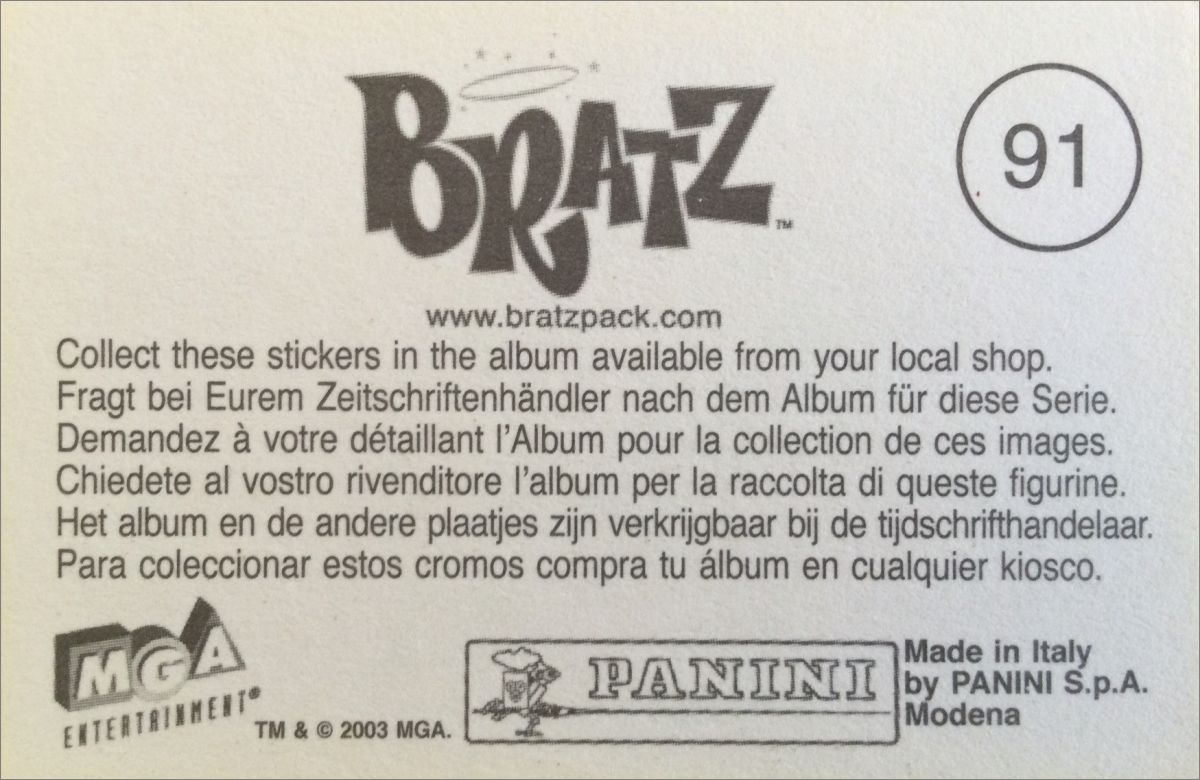 BRATZ™
91
www.bratzpack.com
Collect these stickers in the album available from your local shop.
Fragt bei Eurem Zeitschriftenhändler nach dem Album für diese Serie.
Demandez à votre détaillant l'Album pour la collection de ces images.
Chiedete al vostro rivenditore l'album per la raccolta di queste figurine.
Het album en de andere plaatjes zijn verkrijgbaar bij de tijdschrifthandelaar.
Para coleccionar estos cromos compra tu álbum en cualquier kiosco.
MGA
ENTERTAINMENT®
TM & © 2003 MGA.
PANINI
Made in Italy
by PANINI S.p.A.
Modena